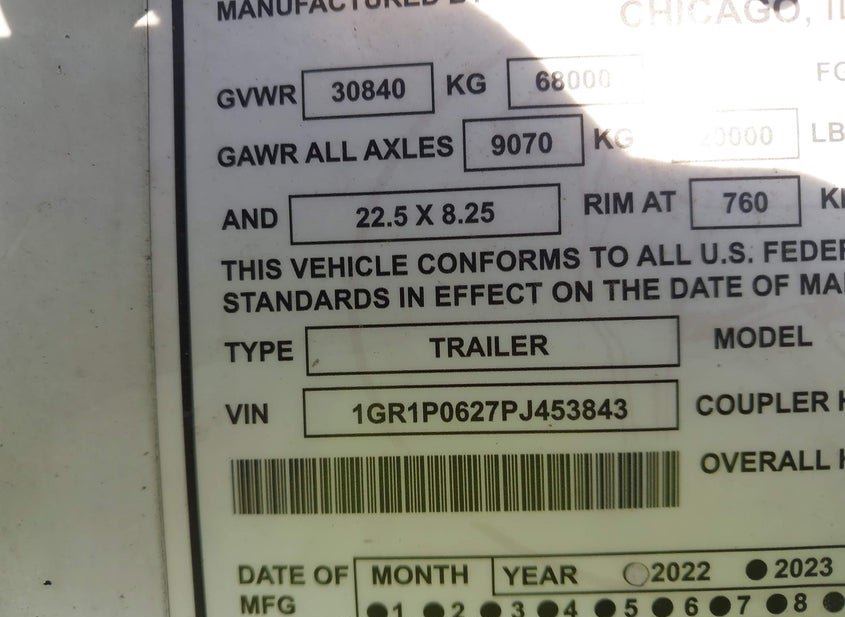 MANUFACTURED
CHICAGO,
GVWR 30840 KG 68000
GAWR ALL AXLES 9070 KG 20000 LB
AND 22.5 X 8.25 RIM AT 760
THIS VEHICLE CONFORMS TO ALL U.S. FEDER
STANDARDS IN EFFECT ON THE DATE OF MA
TYPE TRAILER MODEL
VIN 1GR1P0627PJ453843 COUPLER
OVERALL
DATE OF MFG MONTH YEAR 2022 2023
1 2 3 4 5 6 7 8